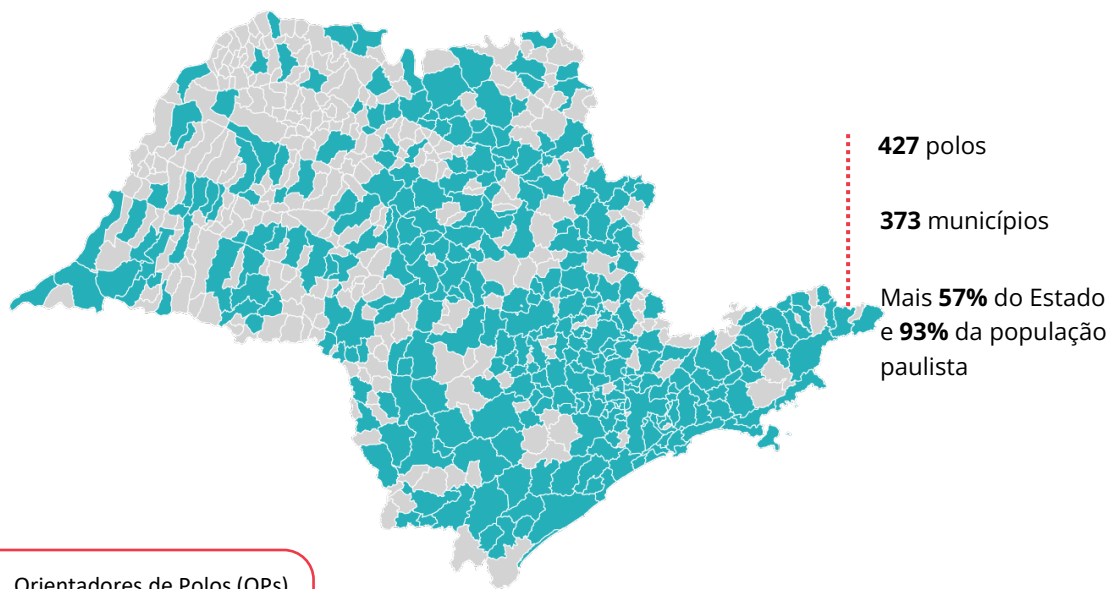 427 polos
373 municípios
Mais 57% do Estado
e 93% da população
paulista
Orientadores de Polos (OPs)